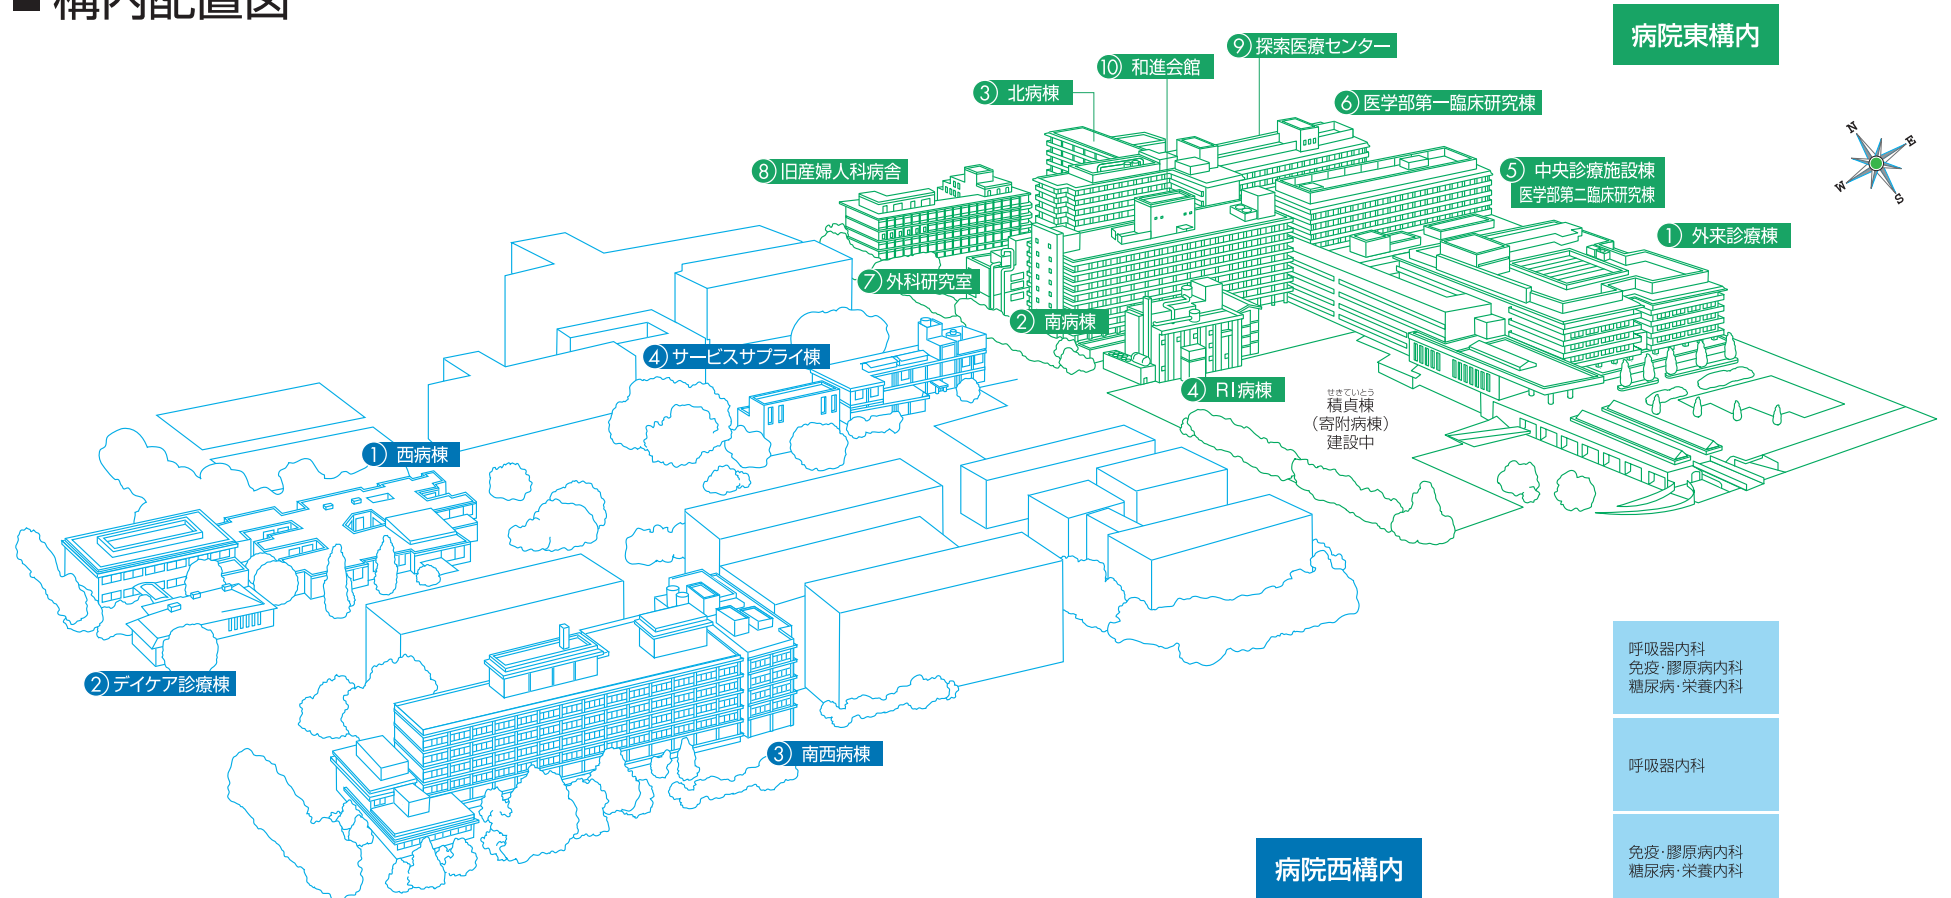 ■ 構内配置図
病院東構内
⑨ 探索医療センター
⑩ 和進会館
③ 北病棟
⑥ 医学部第一臨床研究棟
⑧ 旧産婦人科病舎
⑤ 中央診療施設棟
医学部第二臨床研究棟
① 外来診療棟
⑦ 外科研究室
② 南病棟
④ RI病棟
せきていとう
積貞棟
(寄附病棟)
建設中
N
E
W
S
④ サービスサプライ棟
① 西病棟
② デイケア診療棟
③ 南西病棟
病院西構内
呼吸器内科
免疫・膠原病内科
糖尿病・栄養内科
呼吸器内科
免疫・膠原病内科
糖尿病・栄養内科